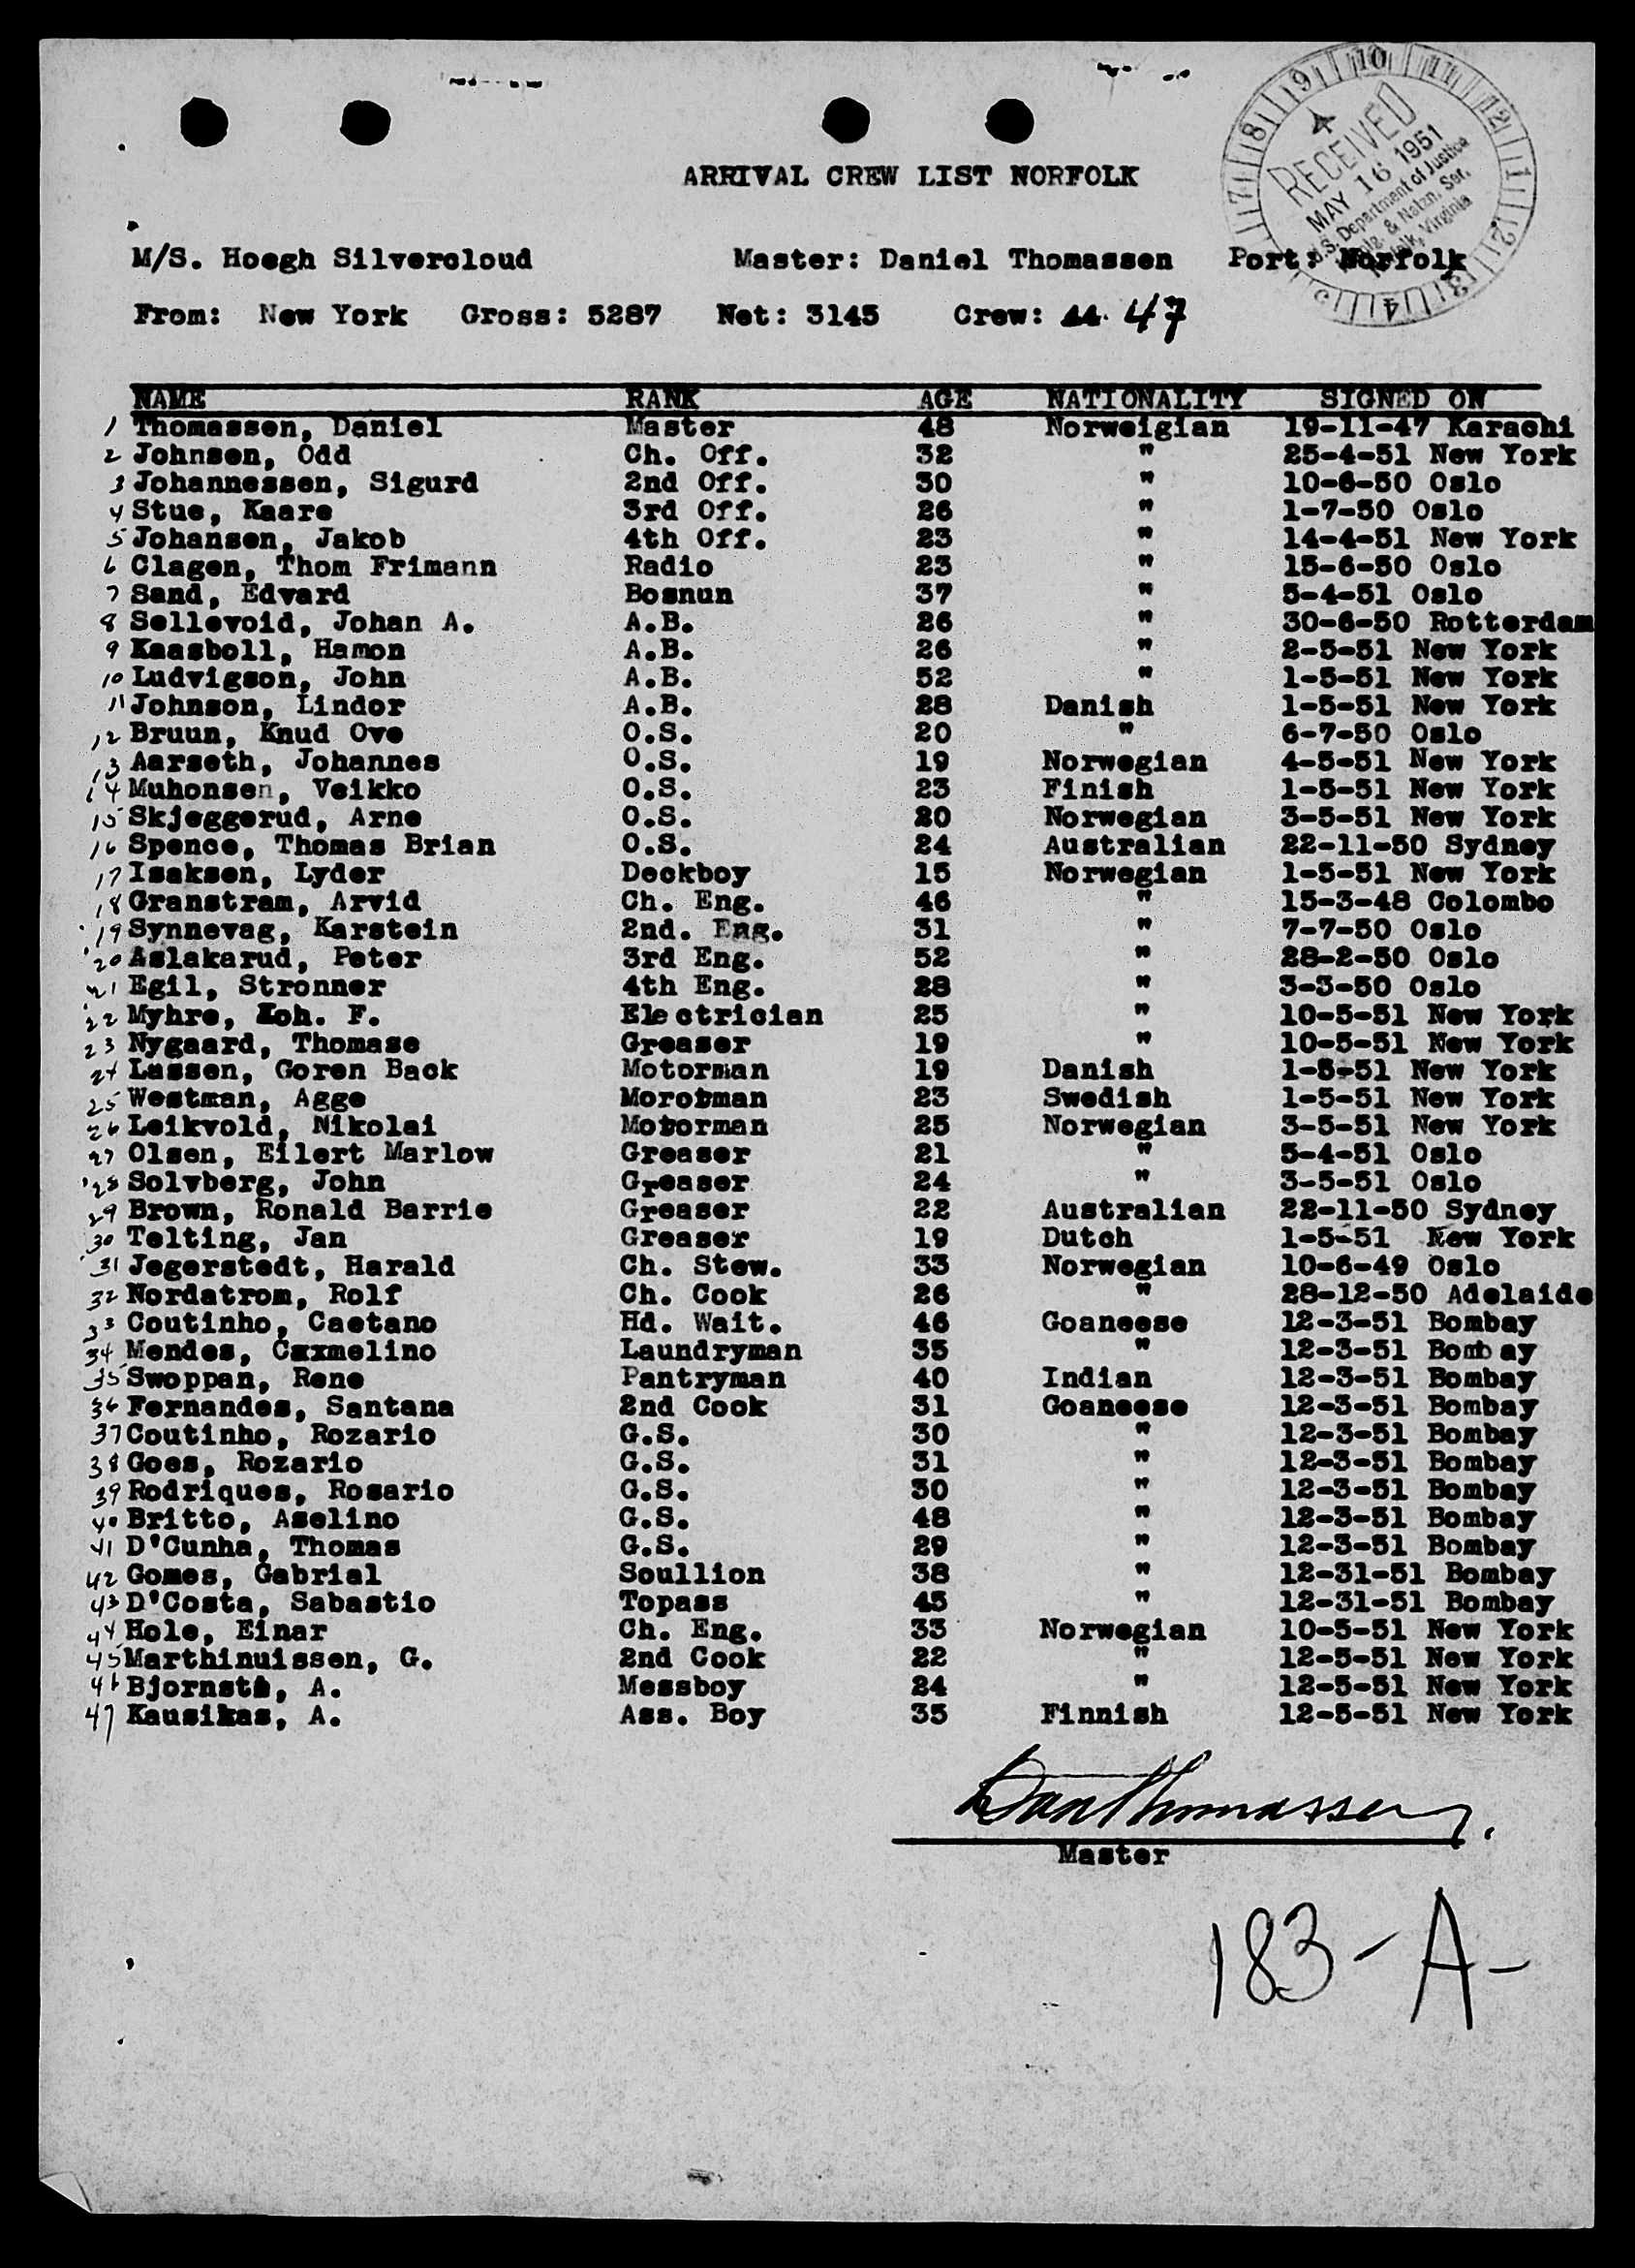 10 11 12 1 2 3 4 5 7 8 9
RECEIVED
MAY 16 1951
U.S. Department of Justice
& Natzn. Ser.
Norfolk, Virginia
ARRIVAL CREW LIST NORFOLK
M/S. Hoegh Silvercloud Master: Daniel Thomassen Port: Norfolk
From: New York Gross: 5287 Net: 3145 Crew: 44. 47
NAME RANK AGE NATIONALITY SIGNED ON
1 Thomassen, Daniel Master 48 Norweigian 19-11-47 Karachi
2 Johnsen, Odd Ch. Off. 32 " 25-4-51 New York
3 Johannessen, Sigurd 2nd Off. 30 " 10-6-50 Oslo
4 Stue, Kaare 3rd Off. 26 " 1-7-50 Oslo
5 Johansen, Jakob 4th Off. 23 " 14-4-51 New York
6 Clagen, Thom Frimann Radio 23 " 15-6-50 Oslo
7 Sand, Edvard Bosnun 37 " 5-4-51 Oslo
8 Sellevoid, Johan A. A.B. 26 " 30-6-50 Rotterdam
9 Kaasboll, Hamon A.B. 26 " 2-5-51 New York
10 Ludvigson, John A.B. 52 " 1-5-51 New York
11 Johnson, Lindor A.B. 28 Danish 1-5-51 New York
12 Bruun, Knud Ove O.S. 20 " 6-7-50 Oslo
13 Aarseth, Johannes O.S. 19 Norwegian 4-5-51 New York
14 Muhonsen, Veikko O.S. 23 Finish 1-5-51 New York
15 Skjeggerud, Arne O.S. 20 Norwegian 3-5-51 New York
16 Spence, Thomas Brian O.S. 24 Australian 22-11-50 Sydney
17 Isaksen, Lyder Deckboy 15 Norwegian 1-5-51 New York
18 Granstram, Arvid Ch. Eng. 46 " 15-3-48 Colombo
19 Synnevag, Karstein 2nd. Eng. 31 " 7-7-50 Oslo
20 Aslakarud, Peter 3rd Eng. 52 " 28-2-50 Oslo
21 Egil, Stronner 4th Eng. 28 " 3-3-50 Oslo
22 Myhre, Joh. F. Electrician 25 " 10-5-51 New York
23 Nygaard, Thomase Greaser 19 " 10-5-51 New York
24 Lassen, Goren Back Motorman 19 Danish 1-5-51 New York
25 Westman, Agge Morotman 23 Swedish 1-5-51 New York
26 Leikvold, Nikolai Motorman 25 Norwegian 3-5-51 New York
27 Olsen, Eilert Marlow Greaser 21 " 5-4-51 Oslo
28 Solvberg, John Greaser 24 " 3-5-51 Oslo
29 Brown, Ronald Barrie Greaser 22 Australian 22-11-50 Sydney
30 Telting, Jan Greaser 19 Dutch 1-5-51 New York
31 Jegerstedt, Harald Ch. Stew. 33 Norwegian 10-6-49 Oslo
32 Nordatrom, Rolf Ch. Cook 26 " 28-12-50 Adelaide
33 Coutinho, Caetano Hd. Wait. 46 Goaneese 12-3-51 Bombay
34 Mendes, Carmelino Laundryman 35 " 12-3-51 Bombay
35 Swoppan, Rene Pantryman 40 Indian 12-3-51 Bombay
36 Fernandes, Santana 2nd Cook 31 Goaneese 12-3-51 Bombay
37 Coutinho, Rozario G.S. 30 " 12-3-51 Bombay
38 Goes, Rozario G.S. 31 " 12-3-51 Bombay
39 Rodriques, Rosario G.S. 30 " 12-3-51 Bombay
40 Britto, Aselino G.S. 48 " 12-3-51 Bombay
41 D'Cunha, Thomas G.S. 29 " 12-3-51 Bombay
42 Gomes, Gabrial Soullion 38 " 12-31-51 Bombay
43 D'Costa, Sabastio Topass 45 " 12-31-51 Bombay
44 Hole, Einar Ch. Eng. 33 Norwegian 10-5-51 New York
45 Marthinuissen, G. 2nd Cook 22 " 12-5-51 New York
46 Bjornsth, A. Messboy 24 " 12-5-51 New York
47 Kausikas, A. Ass. Boy 35 Finnish 12-5-51 New York
Dan Thomassen.
Master
183-A-